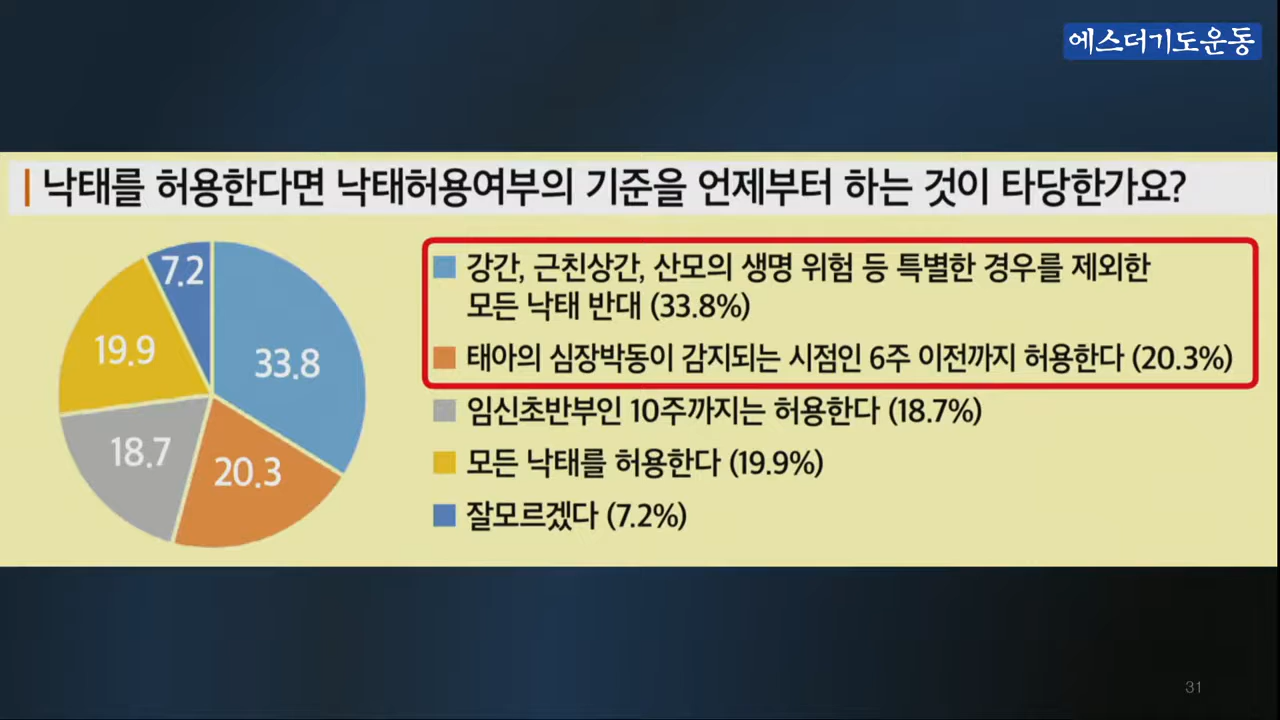 에스더기도운동
낙태를 허용한다면 낙태허용여부의 기준을 언제부터 하는 것이 타당한가요?
7.2
19.9
33.8
18.7
20.3
강간, 근친상간, 산모의 생명 위험 등 특별한 경우를 제외한
모든 낙태 반대 (33.8%)
태아의 심장박동이 감지되는 시점인 6주 이전까지 허용한다 (20.3%)
임신초반부인 10주까지는 허용한다 (18.7%)
모든 낙태를 허용한다 (19.9%)
잘모르겠다 (7.2%)
31